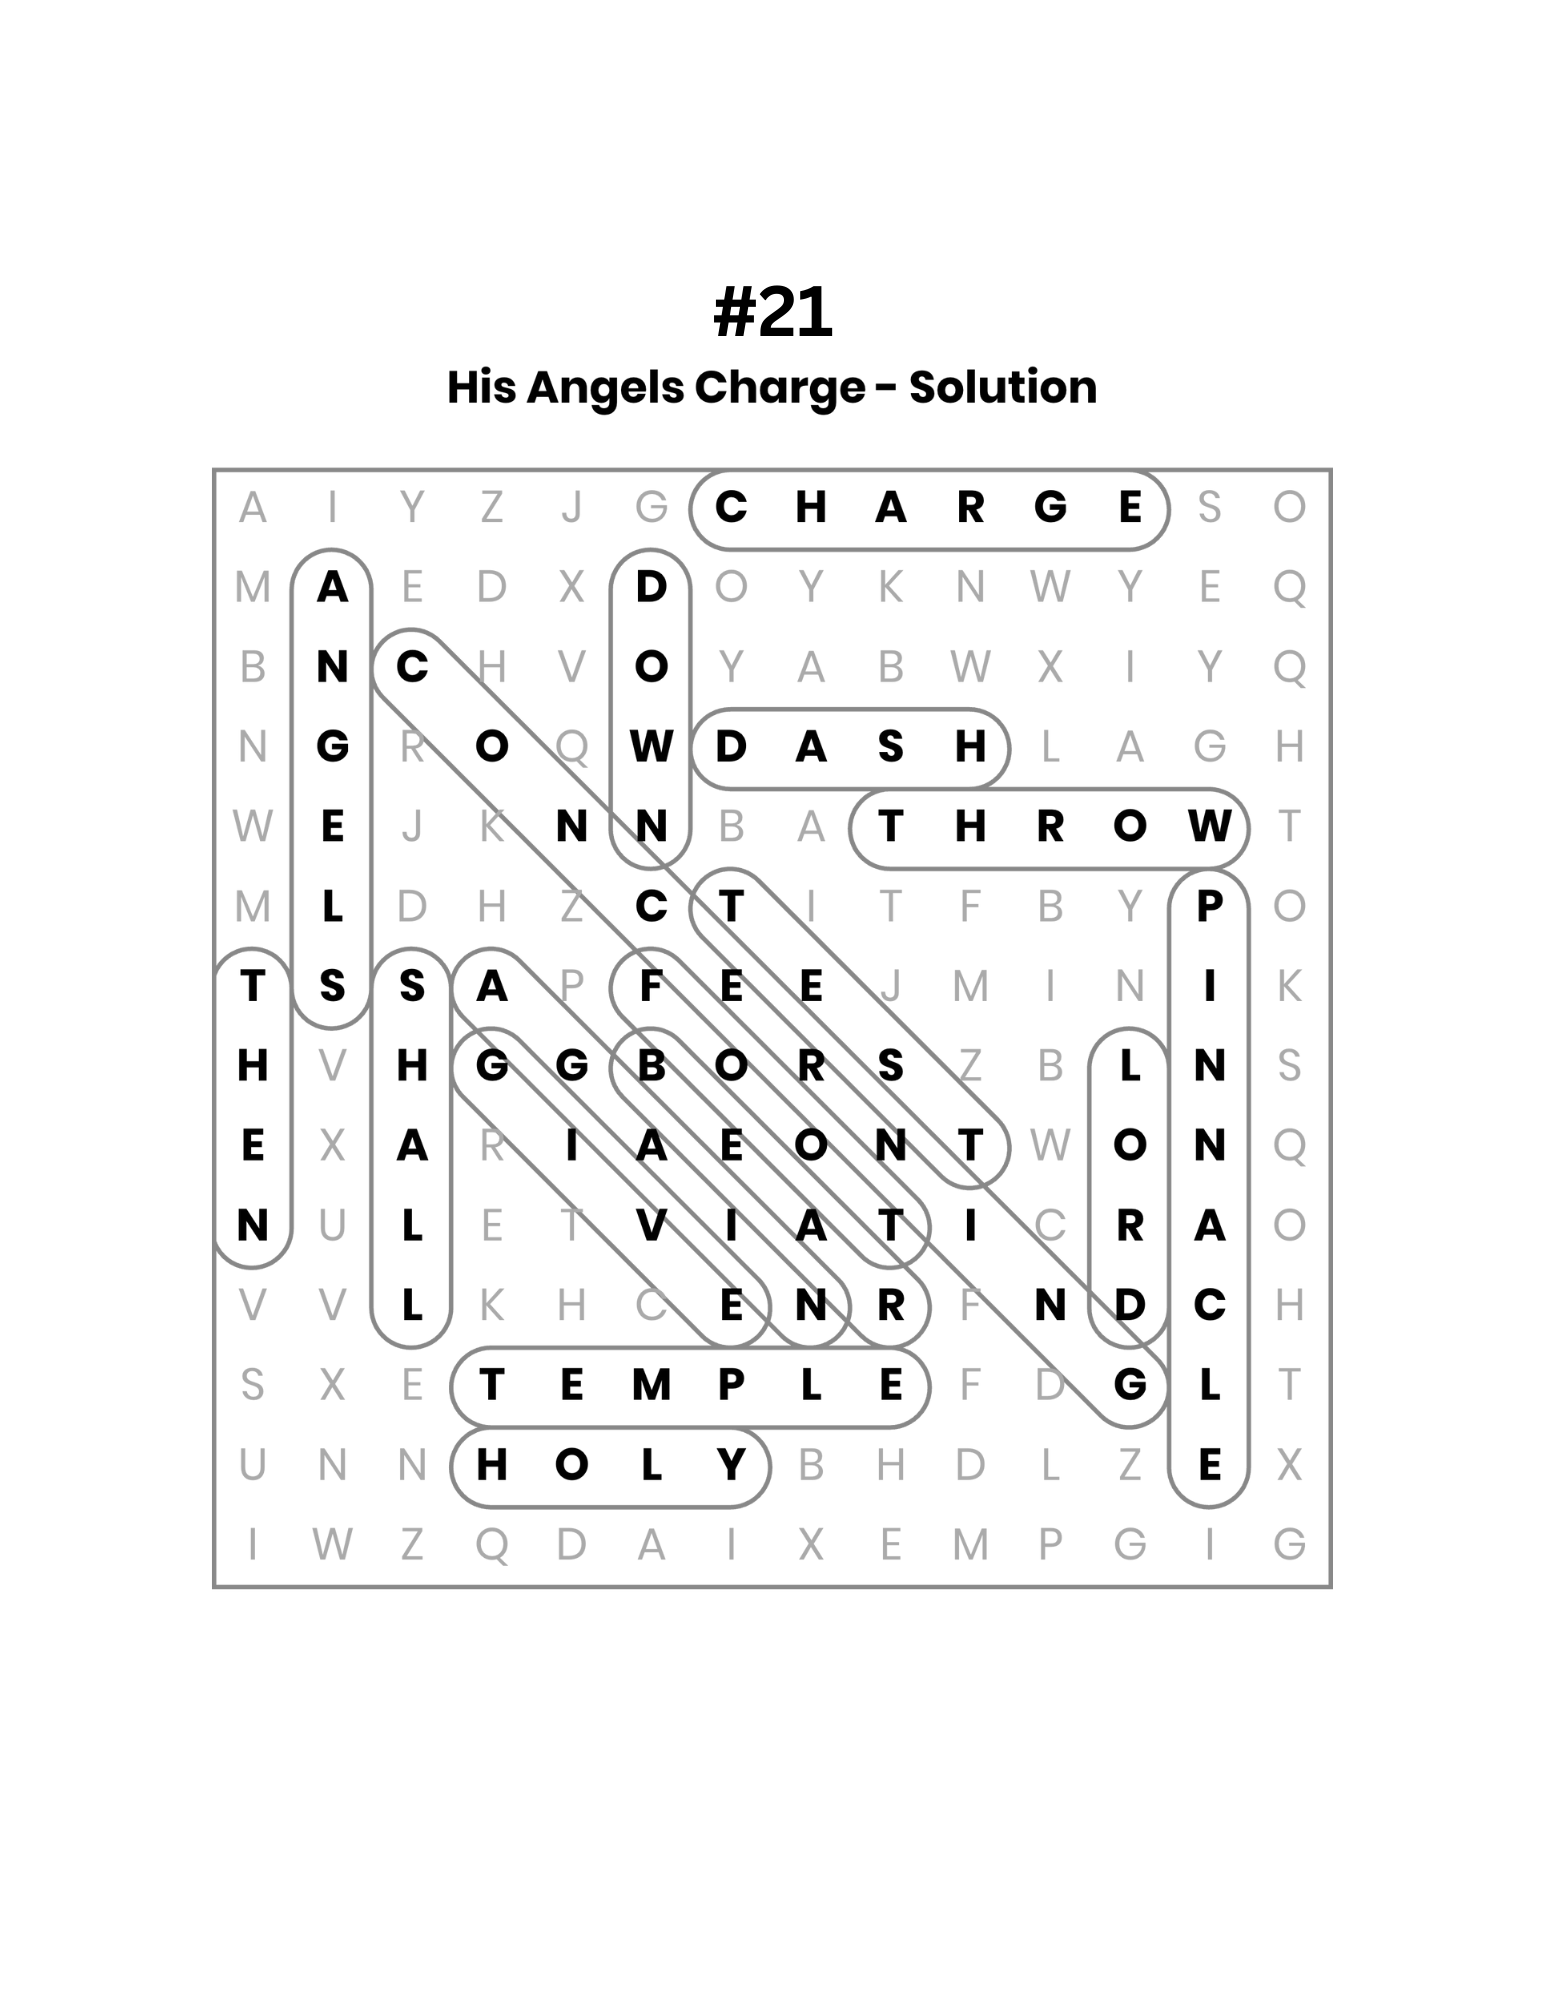 #21
His Angels Charge - Solution
A I Y Z J G C H A R G E S O
M A E D X D O Y K N W Y E Q
B N C H V O Y A B W X I Y Q
N G R O Q W D A S H L A G H
W E J K N N B A T H R O W T
M L D H Z C T I T F B Y P O
T S S A P F E E J M I N I K
H V H G G B O R S Z B L N S
E X A R I A E O N T W O N Q
N U L E T V I A T I C R A O
V V L K H C E N R F N D C H
S X E T E M P L E F D G L T
U N N H O L Y B H D L Z E X
I W Z Q D A I X E M P G I G